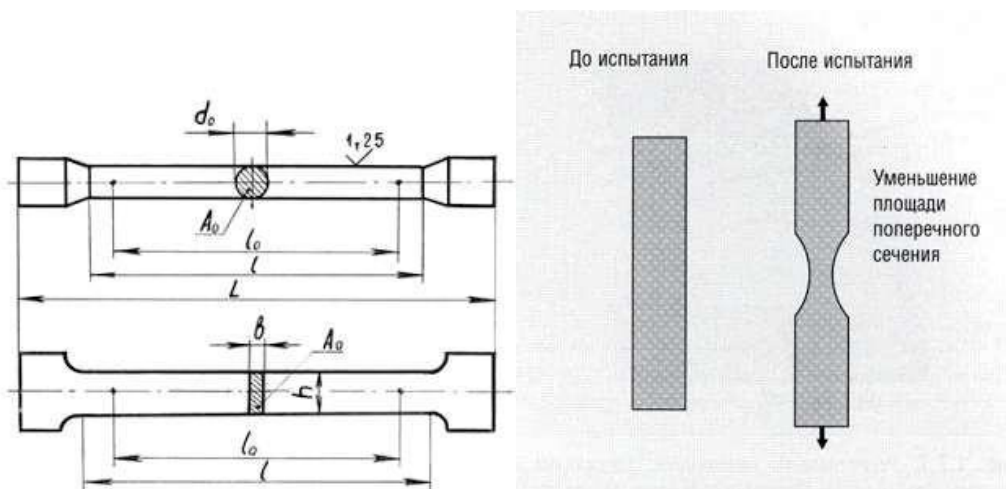 d₀
1,25
A₀
l₀
l
L
в
A₀
h
l₀
l
До испытания
После испытания
Уменьшение
площади
поперечного
сечения